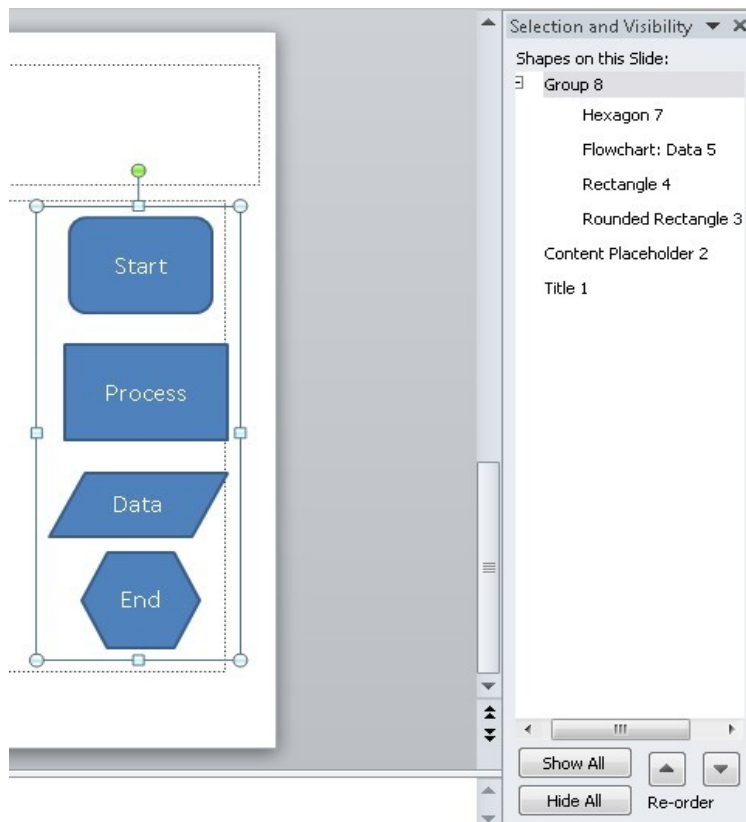 Selection and Visibility
Shapes on this Slide:
Group 8
Hexagon 7
Flowchart: Data 5
Rectangle 4
Rounded Rectangle 3
Content Placeholder 2
Title 1
Start
Process
Data
End
Show All
Hide All
Re-order